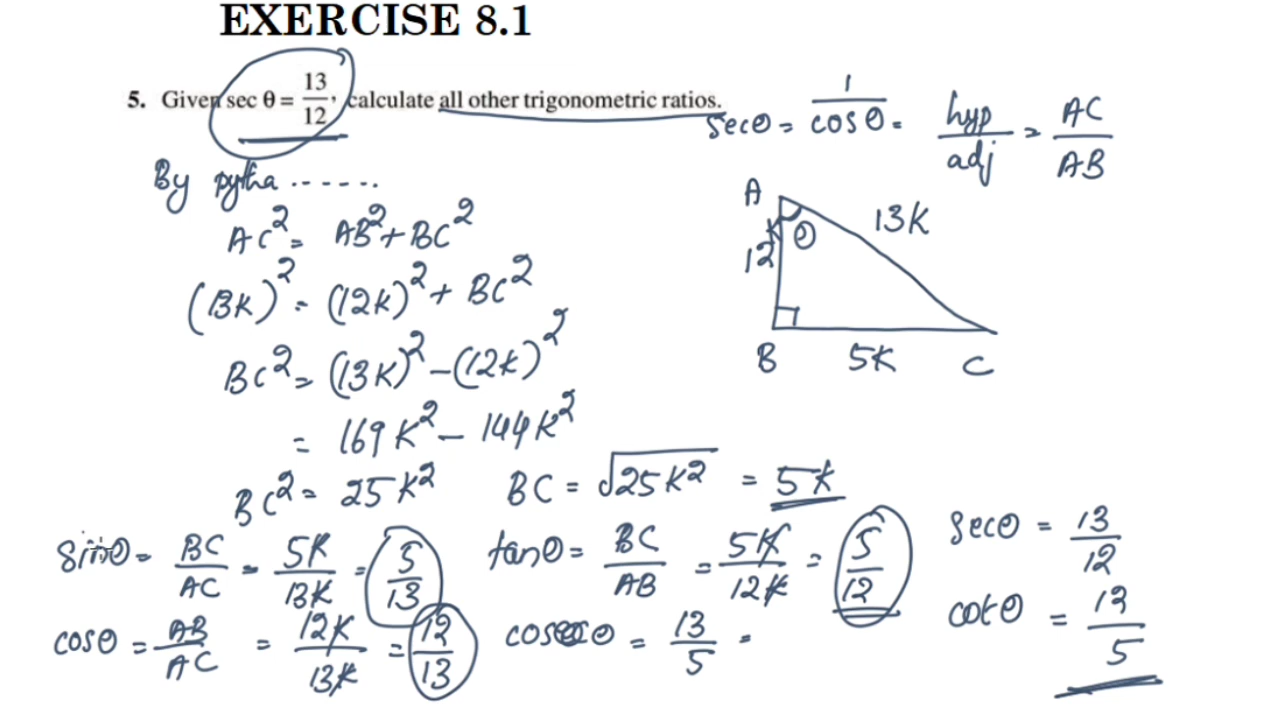 EXERCISE 8.1
5. Given sec θ = 13/12, calculate all other trigonometric ratios.
Secθ = 1/cosθ = hyp/adj = AC/AB
By pytha .......
AC² = AB² + BC²
(13K)² = (12K)² + BC²
BC² = (13K)² – (12K)²
= 169K² – 144K²
BC² = 25K²
BC = √25K² = 5K
A
θ
12K
13K
B
5K
C
Sinθ = BC/AC = 5K/13K = 5/13
tanθ = BC/AB = 5K/12K = 5/12
Secθ = 13/12
cosθ = AB/AC = 12K/13K = 12/13
cosecθ = 13/5 =
cotθ = 12/5